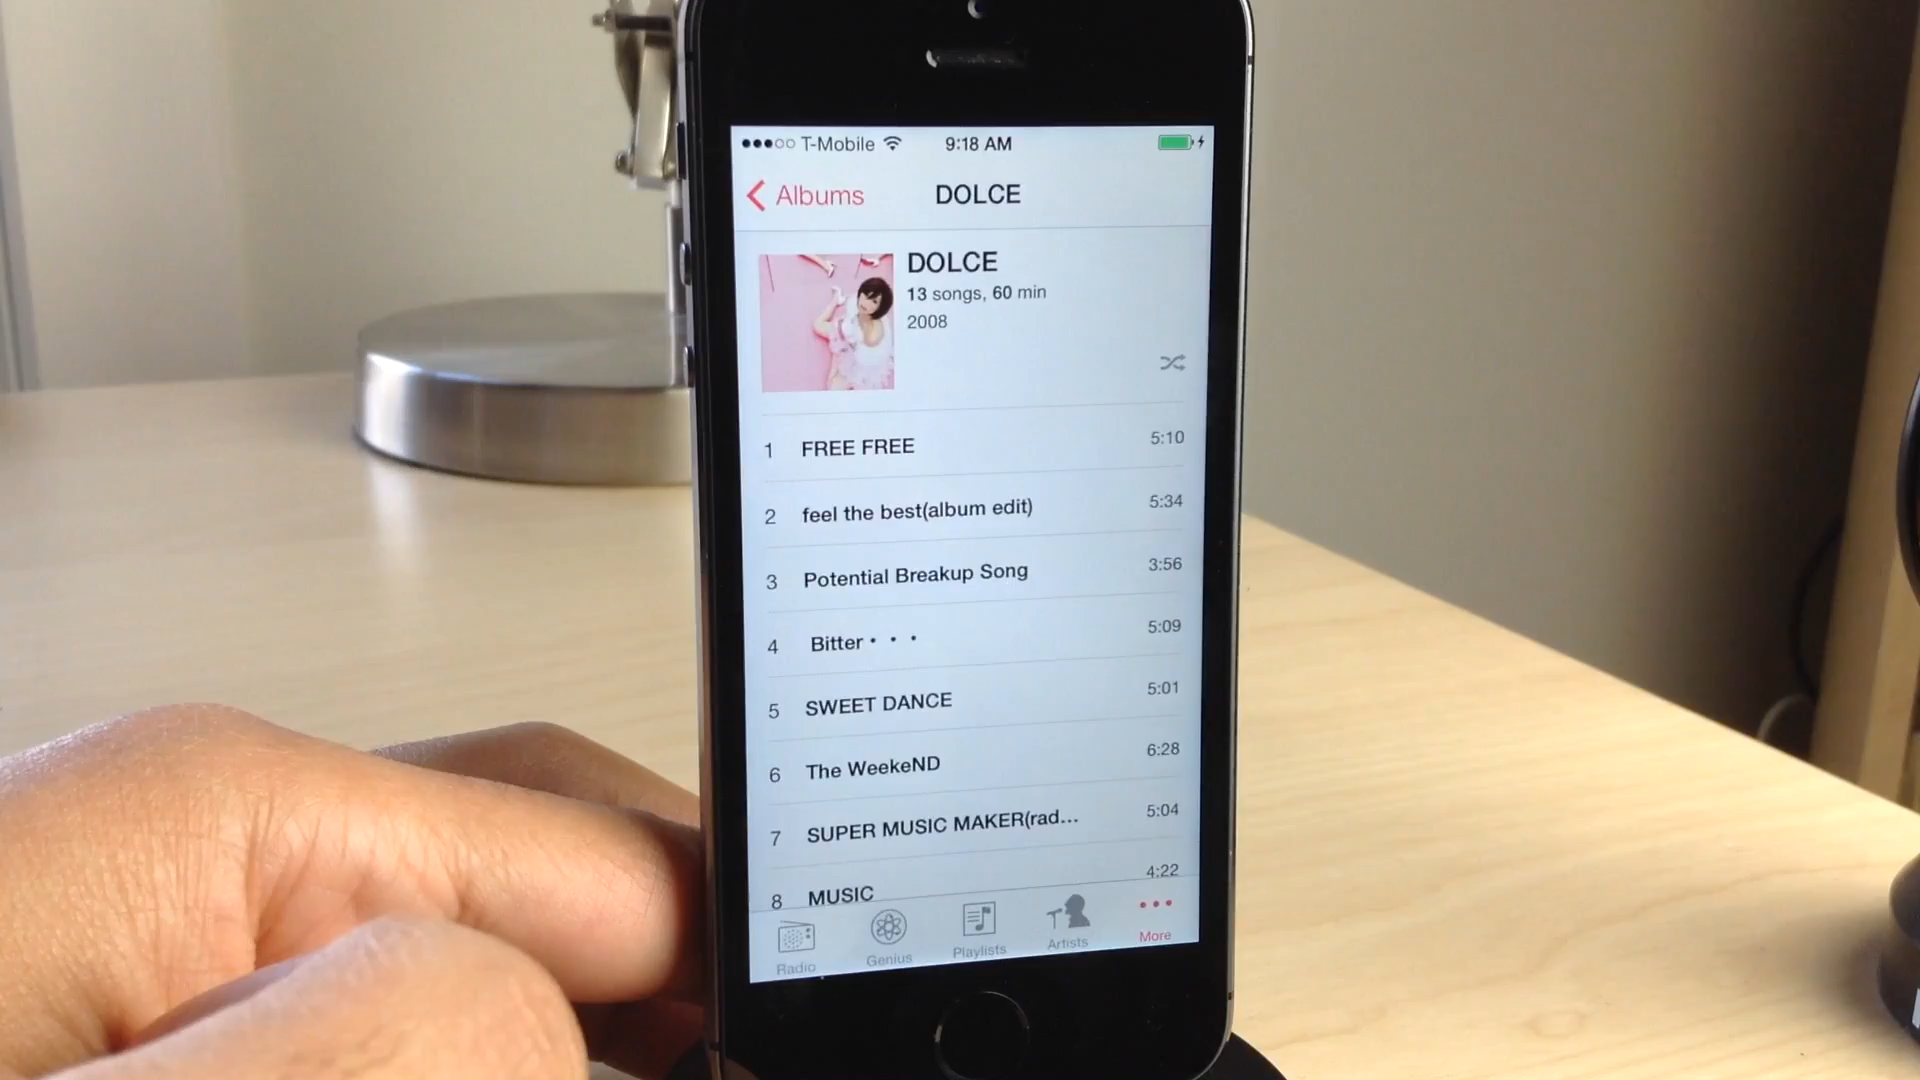 T-Mobile 9:18 AM
Albums DOLCE
DOLCE
13 songs, 60 min
2008
1 FREE FREE 5:10
2 feel the best(album edit) 5:34
3 Potential Breakup Song 3:56
4 Bitter・・・ 5:09
5 SWEET DANCE 5:01
6 The WeekeND 6:28
7 SUPER MUSIC MAKER(rad... 5:04
8 MUSIC 4:22
Radio Genius Playlists Artists More